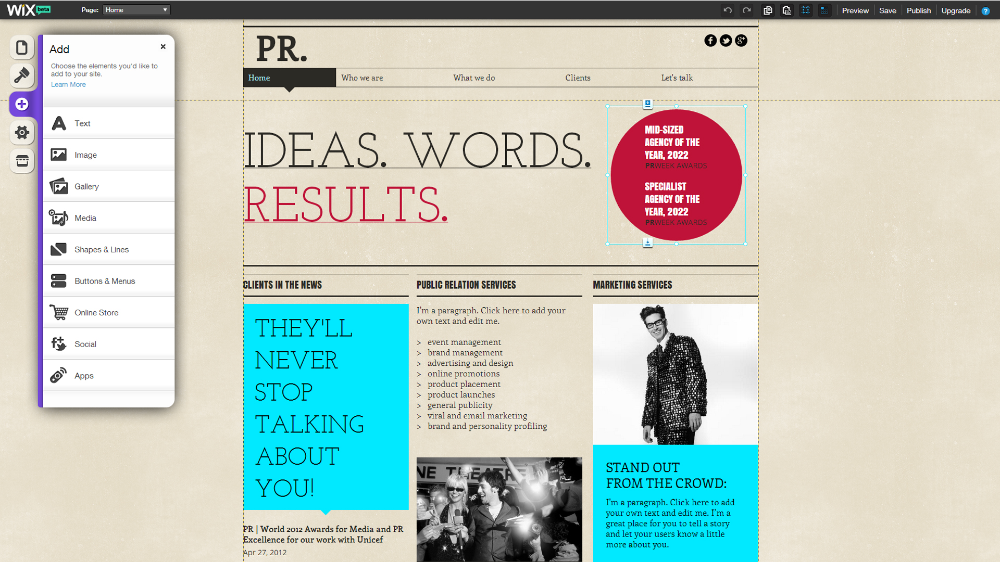 WiX beta
Page: Home
Preview Save Publish Upgrade ?
Add
Choose the elements you'd like to
add to your site.
Learn More
Text
Image
Gallery
Media
Shapes & Lines
Buttons & Menus
Online Store
Social
Apps
PR.
Home Who we are What we do Clients Let's talk
IDEAS. WORDS.
RESULTS.
MID-SIZED
AGENCY OF THE
YEAR, 2022
PRWEEK AWARDS
SPECIALIST
AGENCY OF THE
YEAR, 2022
PRWEEK AWARDS
CLIENTS IN THE NEWS
THEY'LL
NEVER
STOP
TALKING
ABOUT
YOU!
PR | World 2012 Awards for Media and PR
Excellence for our work with Unicef
Apr 27, 2012
PUBLIC RELATION SERVICES
I'm a paragraph. Click here to add your
own text and edit me.
> event management
> brand management
> advertising and design
> online promotions
> product placement
> product launches
> general publicity
> viral and email marketing
> brand and personality profiling
NE THEATRE
MARKETING SERVICES
STAND OUT
FROM THE CROWD:
I'm a paragraph. Click here to add
your own text and edit me. I'm a
great place for you to tell a story
and let your users know a little
more about you.